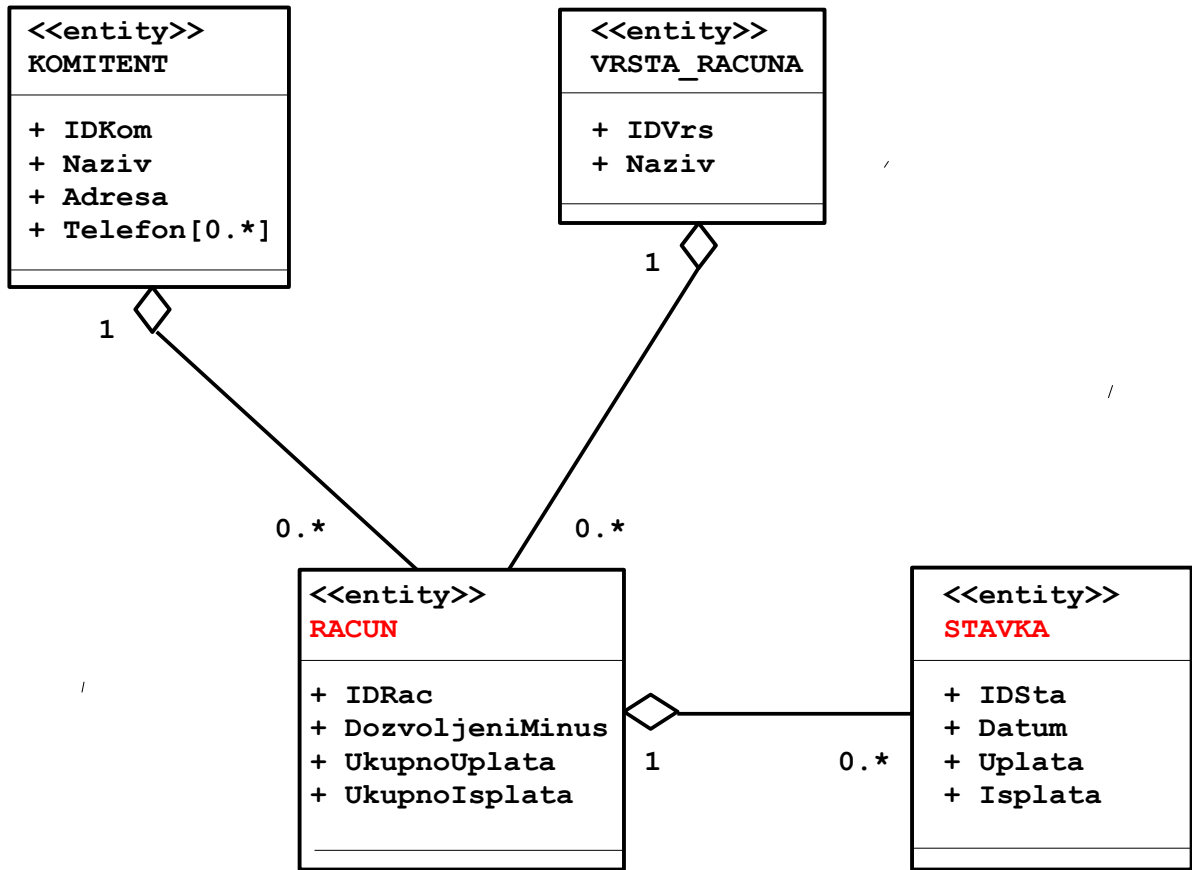 <<entity>>
KOMITENT
+ IDKom
+ Naziv
+ Adresa
+ Telefon[0.*]
<<entity>>
VRSTA_RACUNA
+ IDVrs
+ Naziv
1
1
0.*
0.*
<<entity>>
RACUN
+ IDRac
+ DozvoljeniMinus
+ UkupnoUplata
+ UkupnoIsplata
1
0.*
<<entity>>
STAVKA
+ IDSta
+ Datum
+ Uplata
+ Isplata